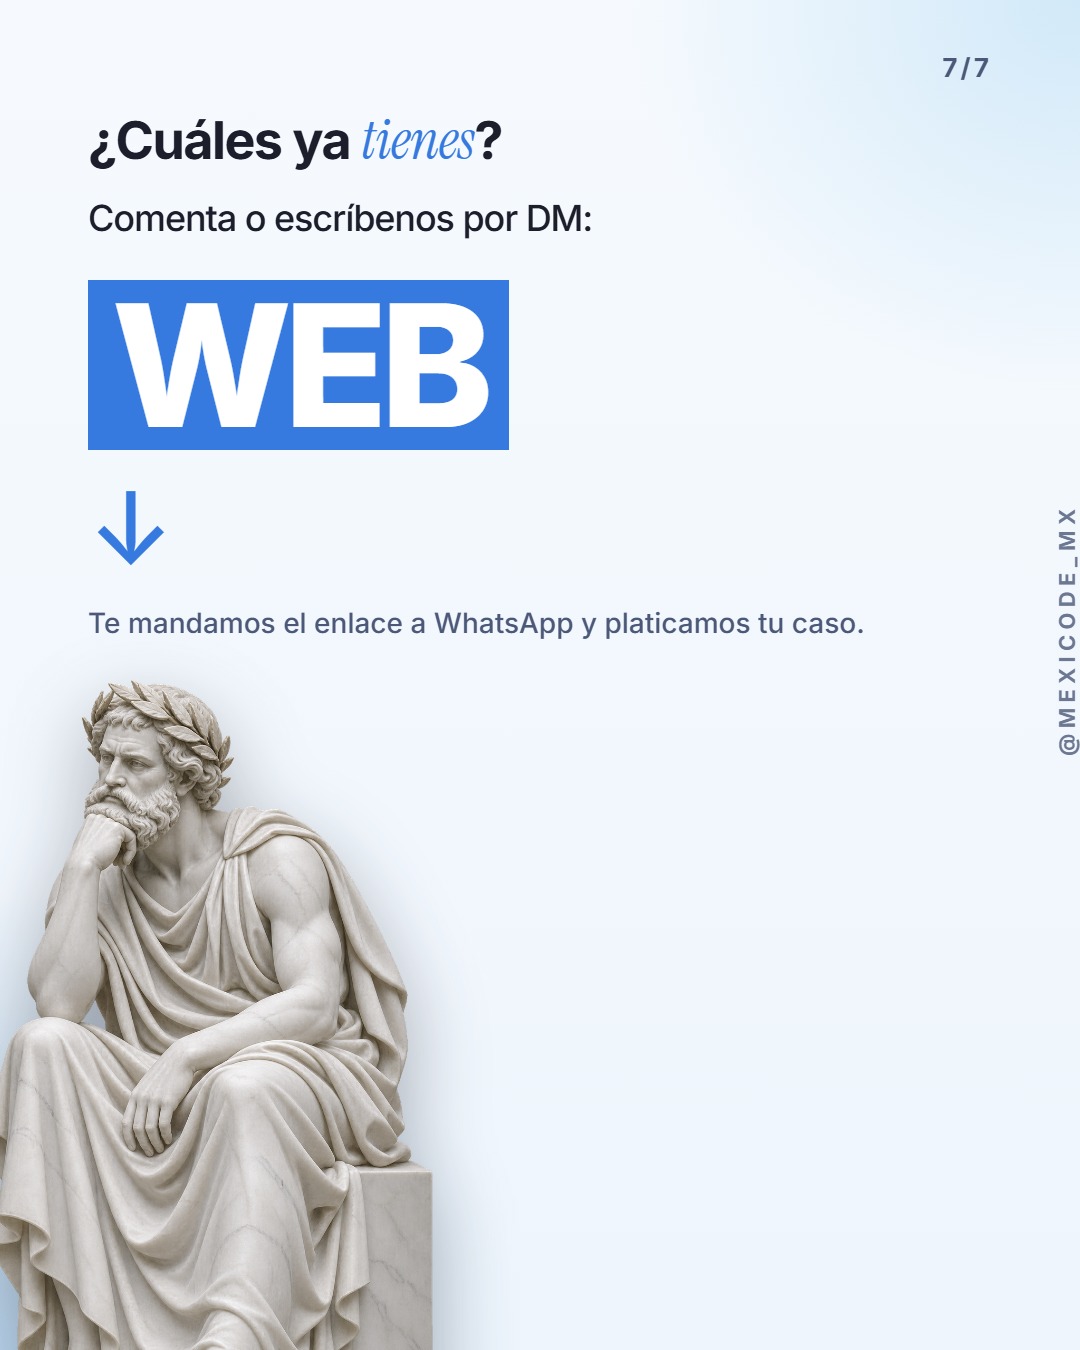 7/7
¿Cuáles ya tienes?
Comenta o escríbenos por DM:
WEB
Te mandamos el enlace a WhatsApp y platicamos tu caso.
@MEXICODE_MX